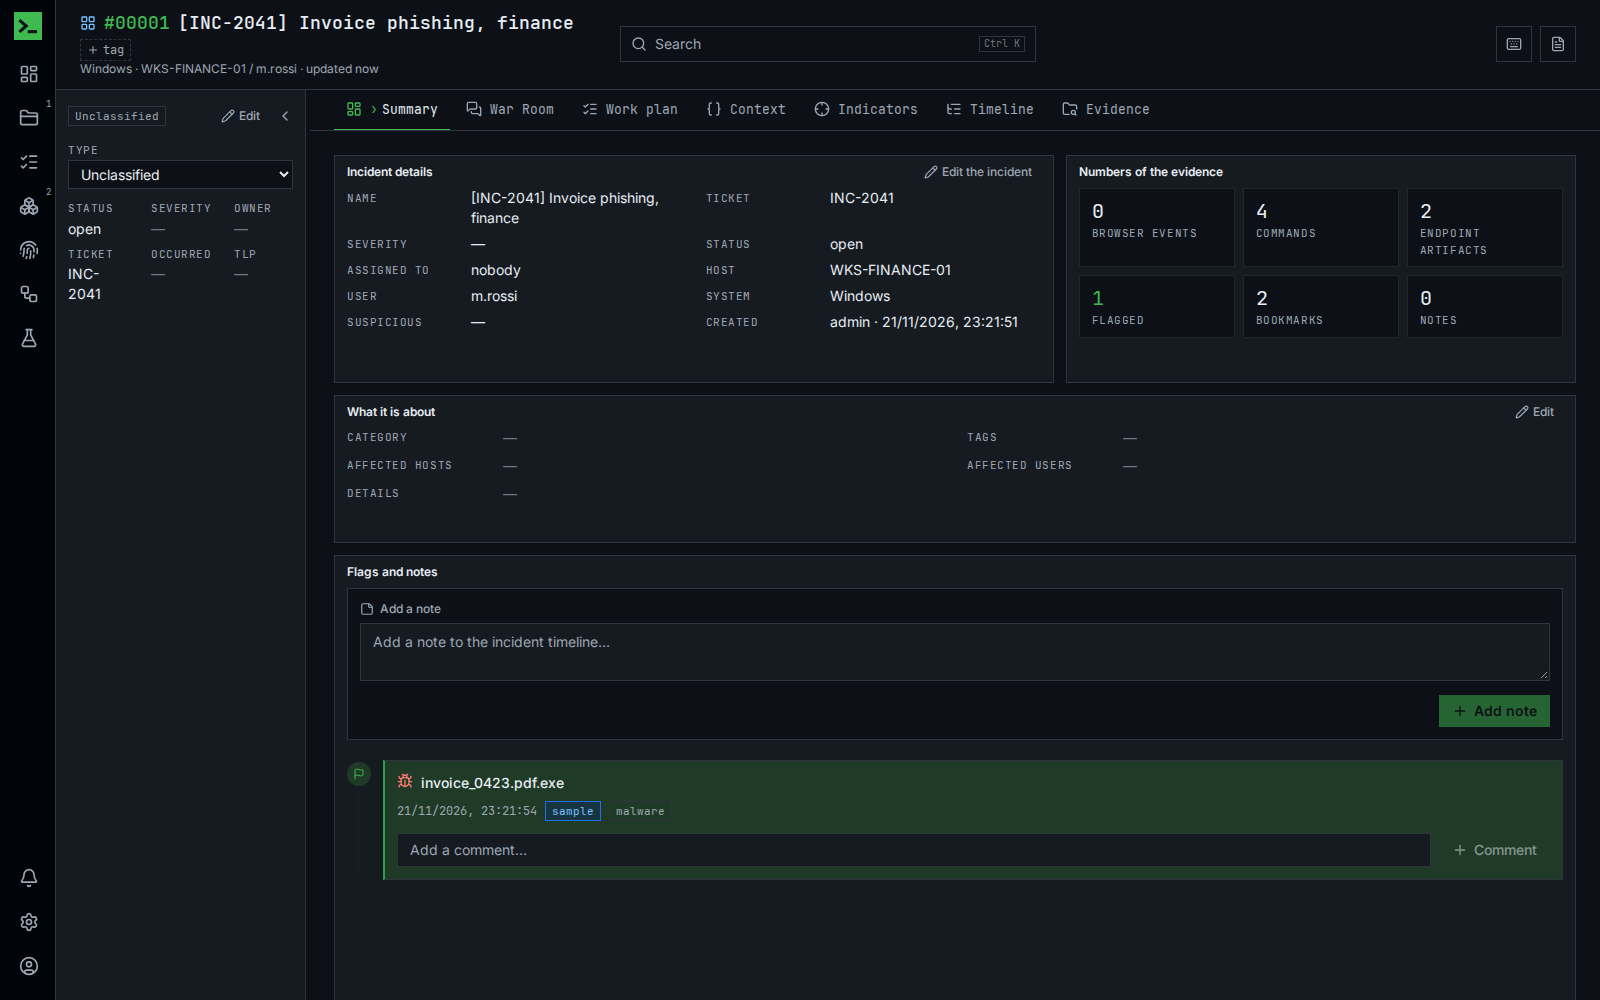 #00001 [INC-2041] Invoice phishing, finance
+ tag
Windows · WKS-FINANCE-01 / m.rossi · updated now
Search
Ctrl K
1
2
Unclassified
Edit
TYPE
Unclassified
STATUS SEVERITY OWNER
open — —
TICKET OCCURRED TLP
INC-2041 — —
Summary
War Room
Work plan
Context
Indicators
Timeline
Evidence
Incident details
Edit the incident
NAME [INC-2041] Invoice phishing, finance
TICKET INC-2041
SEVERITY —
STATUS open
ASSIGNED TO nobody
HOST WKS-FINANCE-01
USER m.rossi
SYSTEM Windows
SUSPICIOUS —
CREATED admin · 21/11/2026, 23:21:51
Numbers of the evidence
0
BROWSER EVENTS
4
COMMANDS
2
ENDPOINT ARTIFACTS
1
FLAGGED
2
BOOKMARKS
0
NOTES
What it is about
Edit
CATEGORY —
TAGS —
AFFECTED HOSTS —
AFFECTED USERS —
DETAILS —
Flags and notes
Add a note
Add a note to the incident timeline...
+ Add note
invoice_0423.pdf.exe
21/11/2026, 23:21:54 sample malware
Add a comment...
+ Comment